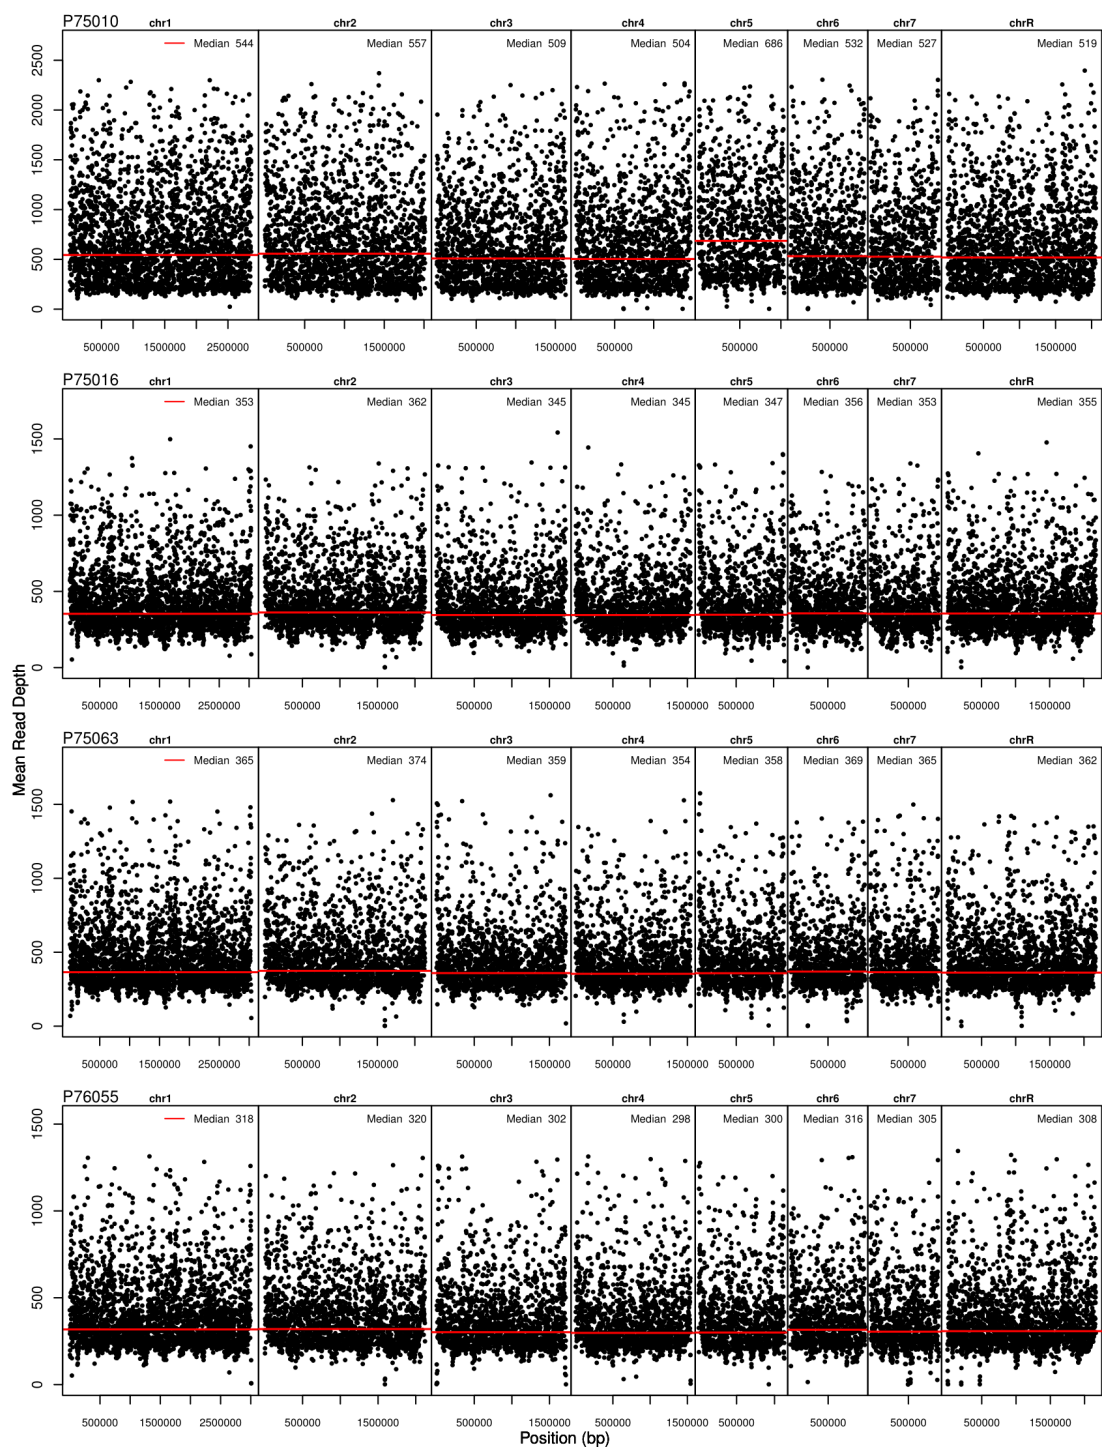 P75010 chr1 chr2 chr3 chr4 chr5 chr6 chr7 chrR
Median 544 Median 557 Median 509 Median 504 Median 686 Median 532 Median 527 Median 519
2500
2000
1500
1000
500
0
500000 1500000 2500000 500000 1500000 500000 1500000 500000 500000 500000 500000 500000 1500000
P75016 chr1 chr2 chr3 chr4 chr5 chr6 chr7 chrR
Median 353 Median 362 Median 345 Median 345 Median 347 Median 356 Median 353 Median 355
1500
1000
500
0
500000 1500000 2500000 500000 1500000 500000 1500000 500000 1500000 500000 500000 500000 500000 1500000
Mean Read Depth
P75063 chr1 chr2 chr3 chr4 chr5 chr6 chr7 chrR
Median 365 Median 374 Median 359 Median 354 Median 358 Median 369 Median 365 Median 362
1500
1000
500
0
500000 1500000 2500000 500000 1500000 500000 1500000 500000 1500000 500000 500000 500000 500000 1500000
P76055 chr1 chr2 chr3 chr4 chr5 chr6 chr7 chrR
Median 318 Median 320 Median 302 Median 298 Median 300 Median 316 Median 305 Median 308
1500
1000
500
0
500000 1500000 2500000 500000 1500000 500000 1500000 500000 1500000 500000 500000 500000 500000 1500000
Position (bp)